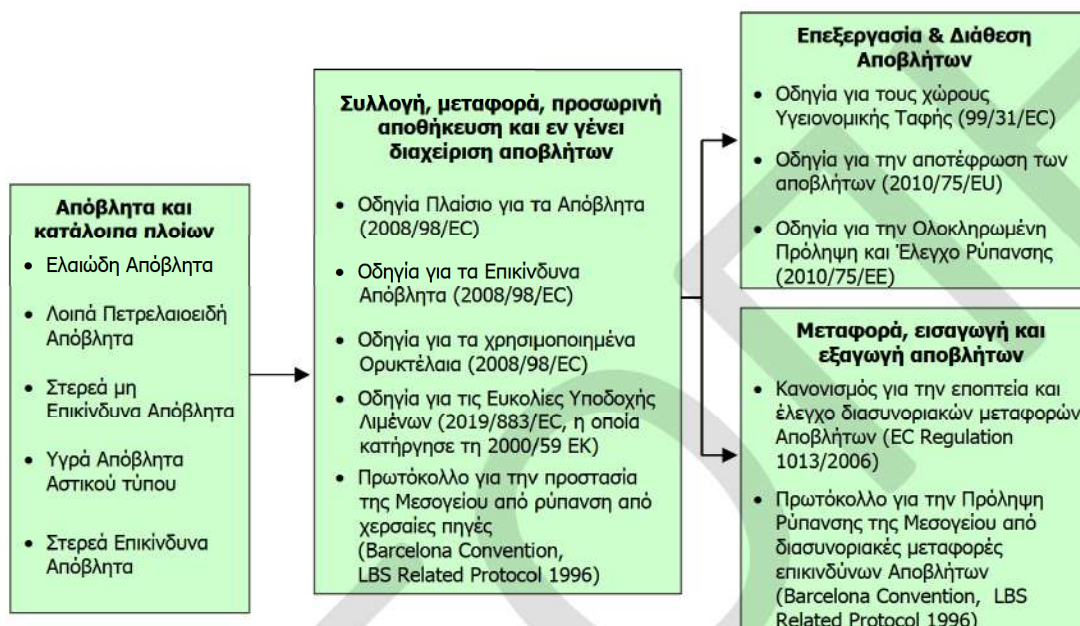 Απόβλητα και
κατάλοιπα πλοίων
• Ελαιώδη Απόβλητα
• Λοιπά Πετρελαιοειδή
Απόβλητα
• Στερεά μη
Επικίνδυνα Απόβλητα
• Υγρά Απόβλητα
Αστικού τύπου
• Στερεά Επικίνδυνα
Απόβλητα
Συλλογή, μεταφορά, προσωρινή
αποθήκευση και εν γένει
διαχείριση αποβλήτων
• Οδηγία Πλαίσιο για τα Απόβλητα
(2008/98/EC)
• Οδηγία για τα Επικίνδυνα
Απόβλητα (2008/98/EC)
• Οδηγία για τα χρησιμοποιημένα
Ορυκτέλαια (2008/98/EC)
• Οδηγία για τις Ευκολίες Υποδοχής
Λιμένων (2019/883/EC, η οποία
κατήργησε τη 2000/59 ΕΚ)
• Πρωτόκολλο για την προστασία
της Μεσογείου από ρύπανση από
χερσαίες πηγές
(Barcelona Convention,
LBS Related Protocol 1996)
Επεξεργασία & Διάθεση
Αποβλήτων
• Οδηγία για τους χώρους
Υγειονομικής Ταφής (99/31/EC)
• Οδηγία για την αποτέφρωση των
αποβλήτων (2010/75/EU)
• Οδηγία για την Ολοκληρωμένη
Πρόληψη και Έλεγχο Ρύπανσης
(2010/75/ΕΕ)
Μεταφορά, εισαγωγή και
εξαγωγή αποβλήτων
• Κανονισμός για την εποπτεία και
έλεγχο διασυνοριακών μεταφορών
Αποβλήτων (EC Regulation
1013/2006)
• Πρωτόκολλο για την Πρόληψη
Ρύπανσης της Μεσογείου από
διασυνοριακές μεταφορές
επικινδύνων Αποβλήτων
(Barcelona Convention, LBS
Related Protocol 1996)